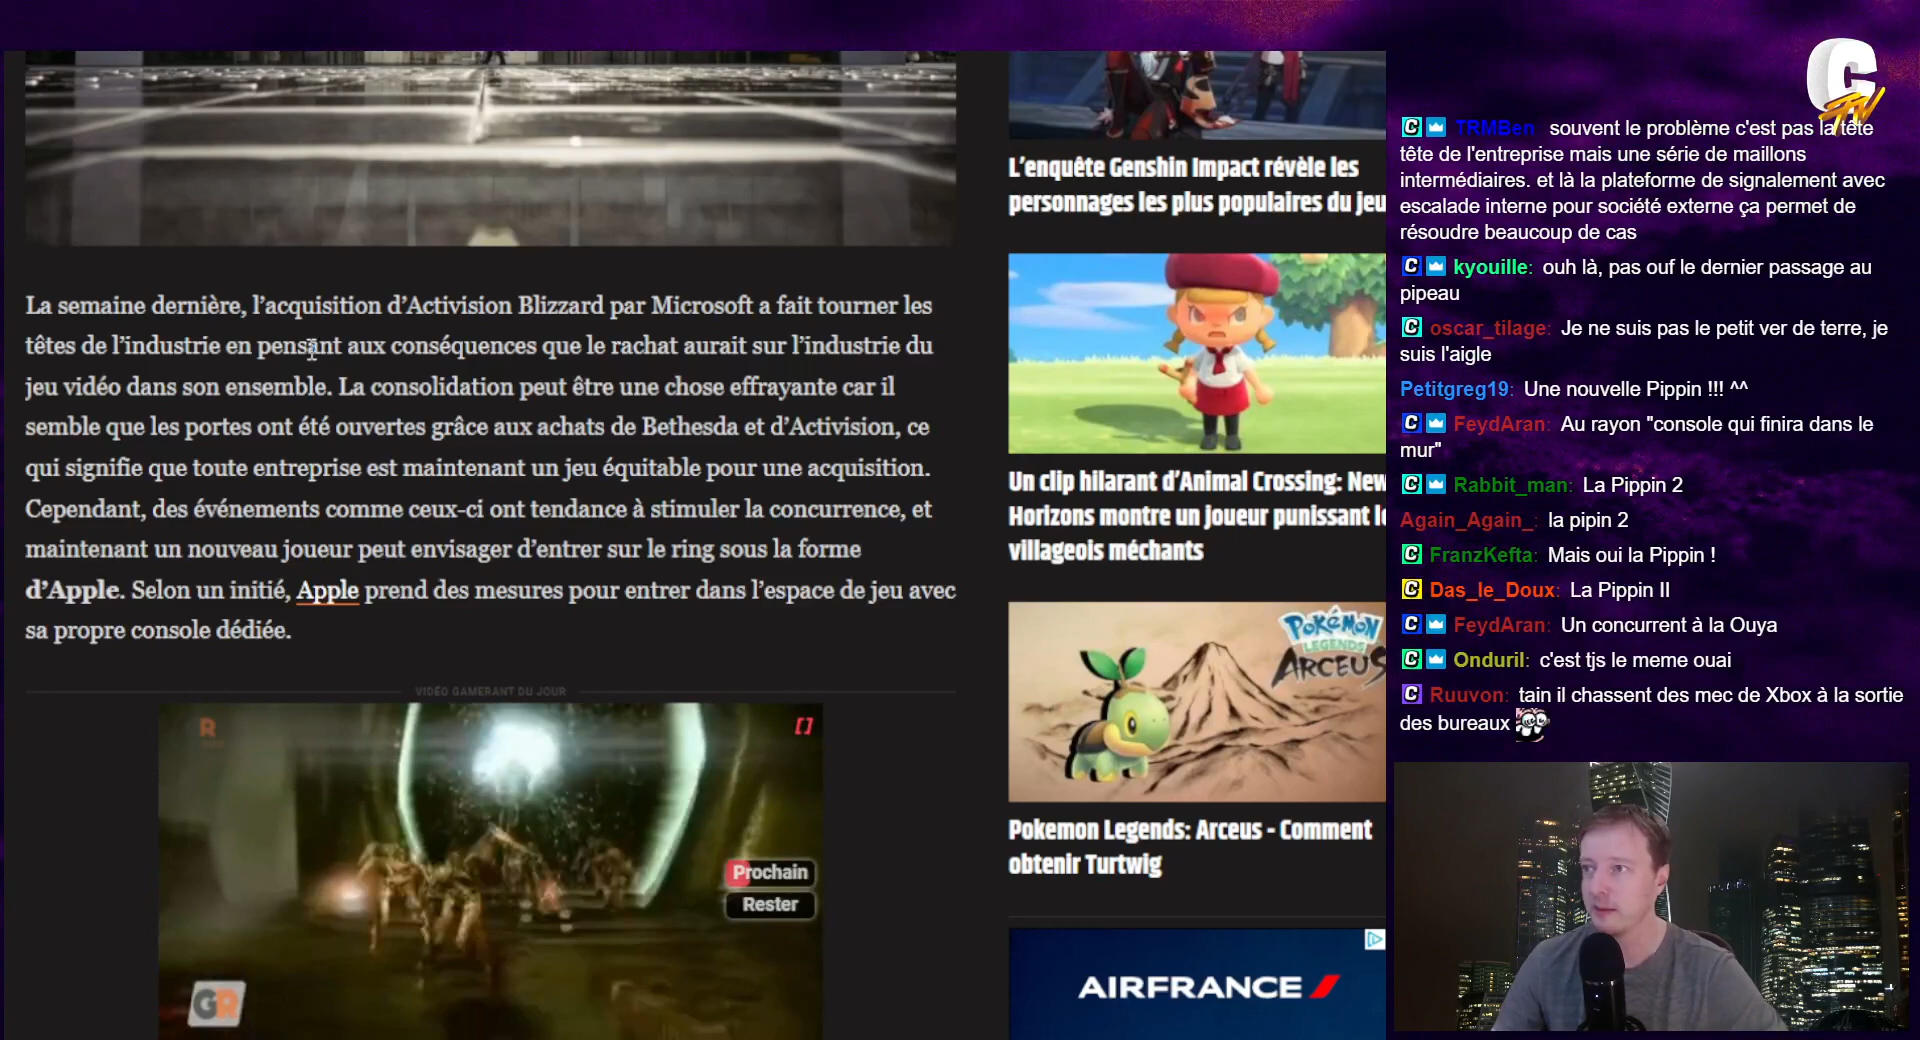 La semaine dernière, l’acquisition d’Activision Blizzard par Microsoft a fait tourner les
têtes de l’industrie en pensant aux conséquences que le rachat aurait sur l’industrie du
jeu vidéo dans son ensemble. La consolidation peut être une chose effrayante car il
semble que les portes ont été ouvertes grâce aux achats de Bethesda et d’Activision, ce
qui signifie que toute entreprise est maintenant un jeu équitable pour une acquisition.
Cependant, des événements comme ceux-ci ont tendance à stimuler la concurrence, et
maintenant un nouveau joueur peut envisager d’entrer sur le ring sous la forme
d’Apple. Selon un initié, Apple prend des mesures pour entrer dans l’espace de jeu avec
sa propre console dédiée.
VIDÉO GAMERANT DU JOUR
R
[]
Prochain
Rester
GR
L’enquête Genshin Impact révèle les
personnages les plus populaires du jeu
Un clip hilarant d’Animal Crossing: New
Horizons montre un joueur punissant le
villageois méchants
POKÉMON
LEGENDS
ARCEUS
Pokemon Legends: Arceus - Comment
obtenir Turtwig
AIRFRANCE
C
TV
TRMBen souvent le problème c'est pas la tête
tête de l'entreprise mais une série de maillons
intermédiaires. et là la plateforme de signalement avec
escalade interne pour société externe ça permet de
résoudre beaucoup de cas
kyouille: ouh là, pas ouf le dernier passage au
pipeau
oscar_tilage: Je ne suis pas le petit ver de terre, je
suis l'aigle
Petitgreg19: Une nouvelle Pippin !!! ^^
FeydAran: Au rayon "console qui finira dans le
mur"
Rabbit_man: La Pippin 2
Again_Again_: la pipin 2
FranzKefta: Mais oui la Pippin !
Das_le_Doux: La Pippin II
FeydAran: Un concurrent à la Ouya
Onduril: c'est tjs le meme ouai
Ruuvon: tain il chassent des mec de Xbox à la sortie
des bureaux